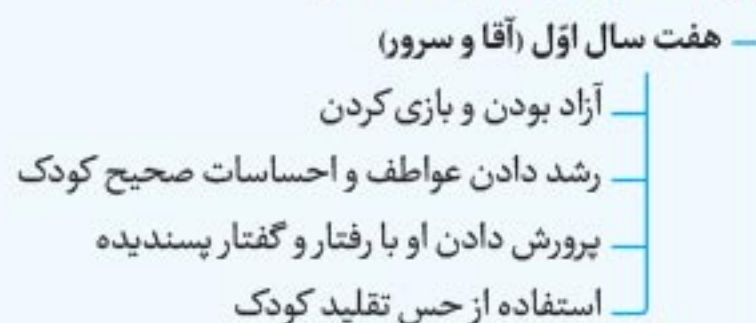 هفت سال اوّل (آقا و سرور)
آزاد بودن و بازی کردن
رشد دادن عواطف و احساسات صحیح کودک
پرورش دادن او با رفتار و گفتار پسندیده
استفاده از حس تقلید کودک